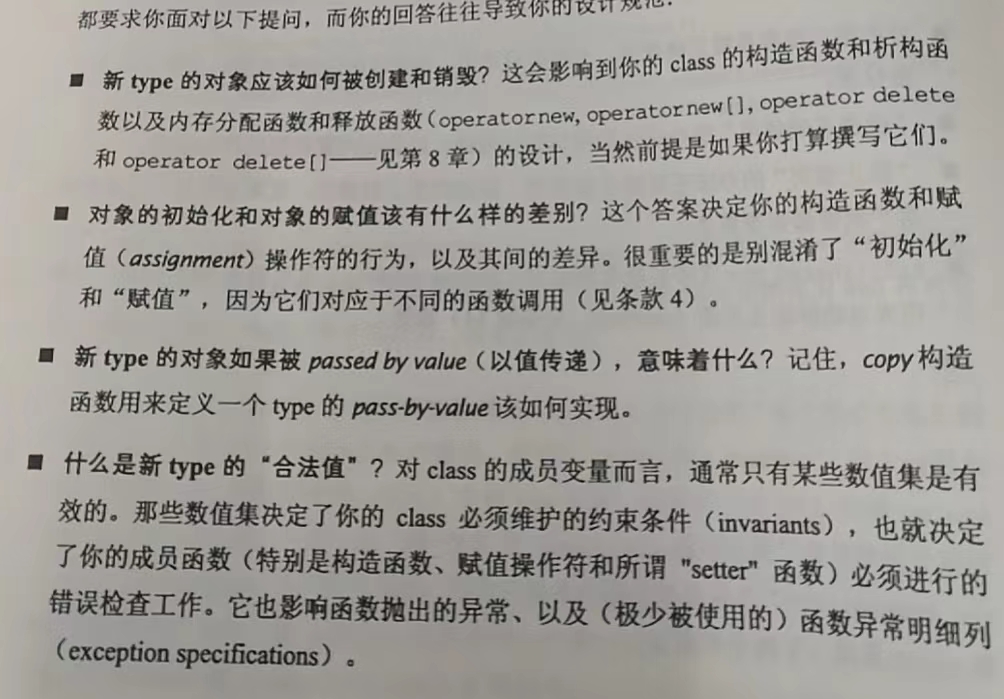 都要求你面对以下提问，而你的回答往往导致你的设计规范:
■ 新 type 的对象应该如何被创建和销毁？这会影响到你的 class 的构造函数和析构函
数以及内存分配函数和释放函数（operator new, operator new[], operator delete
和 operator delete[]——见第 8 章）的设计，当然前提是如果你打算撰写它们。
■ 对象的初始化和对象的赋值该有什么样的差别？这个答案决定你的构造函数和赋
值（assignment）操作符的行为，以及其间的差异。很重要的是别混淆了“初始化”
和“赋值”，因为它们对应于不同的函数调用（见条款 4）。
■ 新 type 的对象如果被 passed by value（以值传递），意味着什么？记住，copy 构造
函数用来定义一个 type 的 pass-by-value 该如何实现。
■ 什么是新 type 的“合法值”？对 class 的成员变量而言，通常只有某些数值集是有
效的。那些数值集决定了你的 class 必须维护的约束条件（invariants），也就决定
了你的成员函数（特别是构造函数、赋值操作符和所谓 "setter" 函数）必须进行的
错误检查工作。它也影响函数抛出的异常、以及（极少被使用的）函数异常明细列
（exception specifications）。